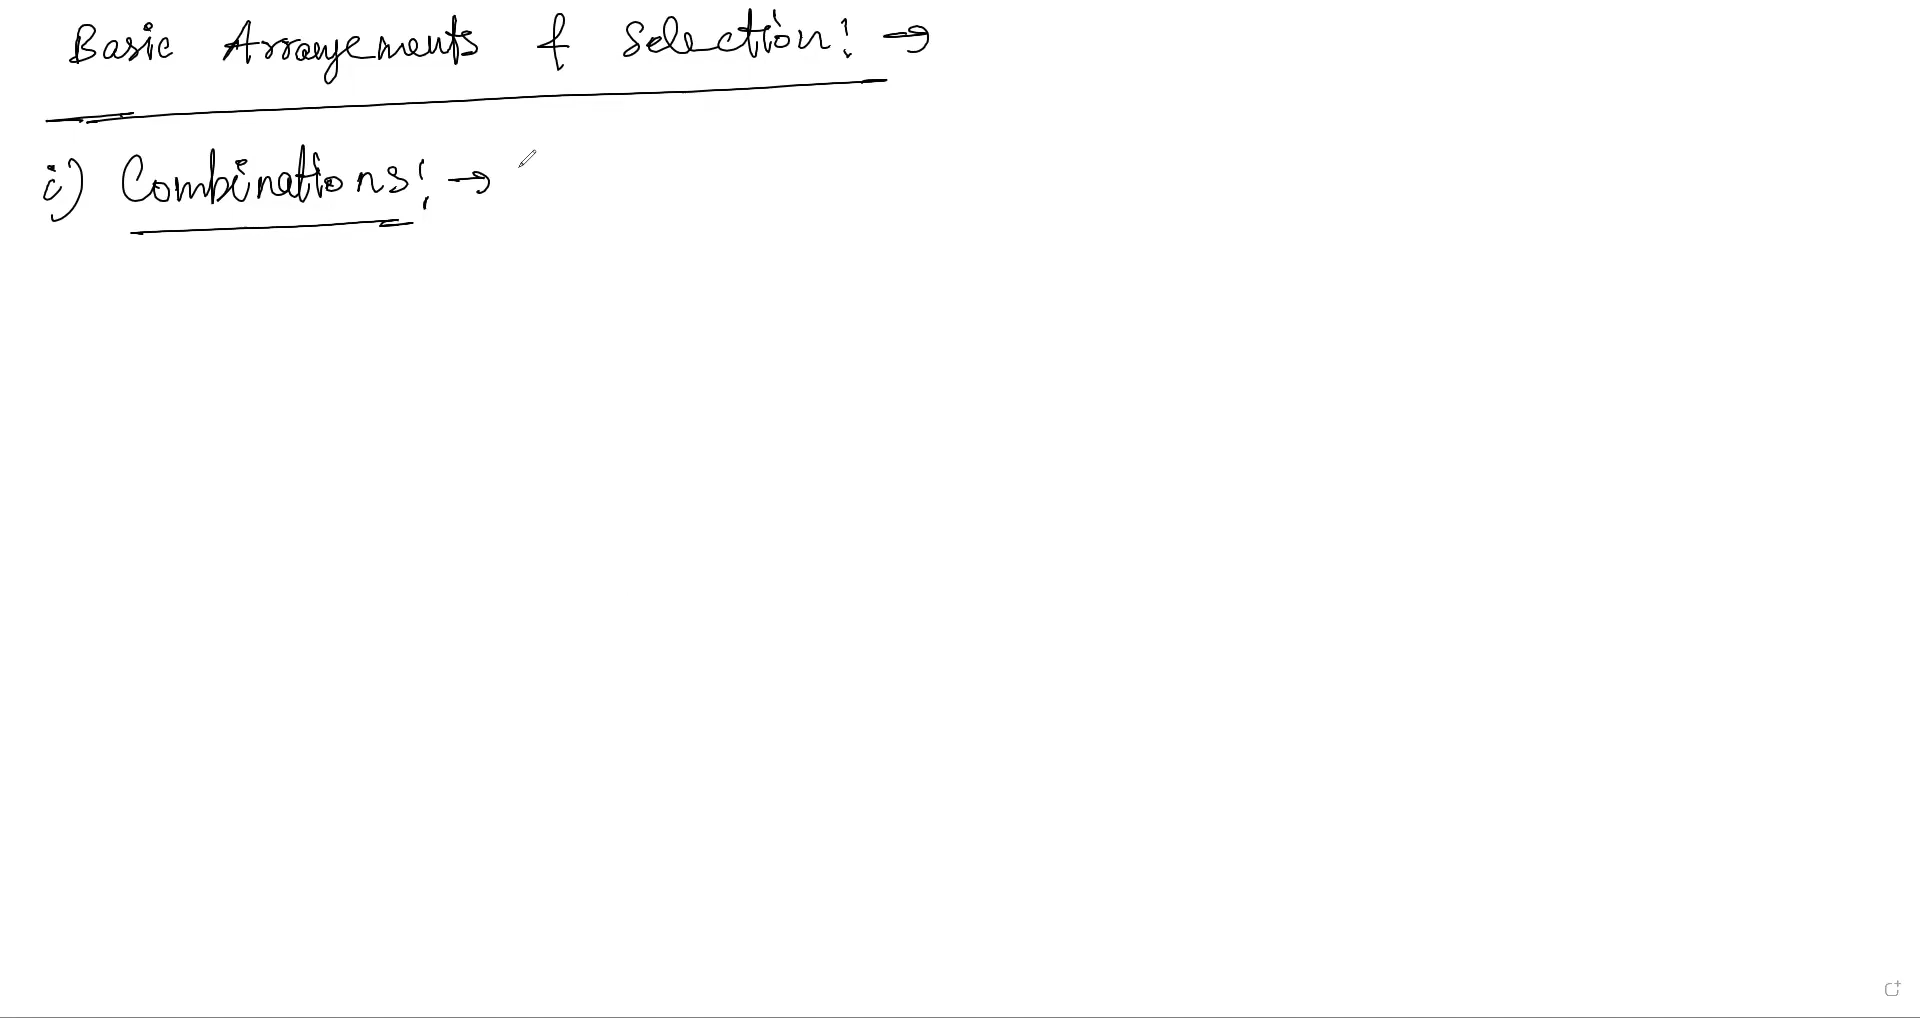 Basic Arrangements & Selection: →
i) Combinations: →